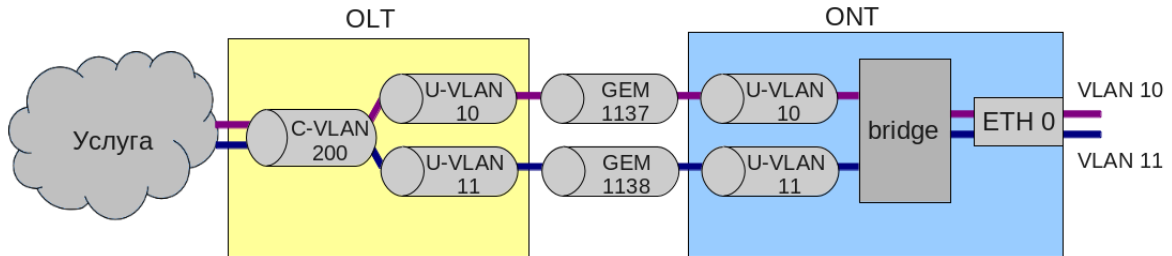 OLT
ONT
Услуга
C-VLAN
200
U-VLAN
10
U-VLAN
11
GEM
1137
GEM
1138
U-VLAN
10
U-VLAN
11
bridge
ETH 0
VLAN 10
VLAN 11